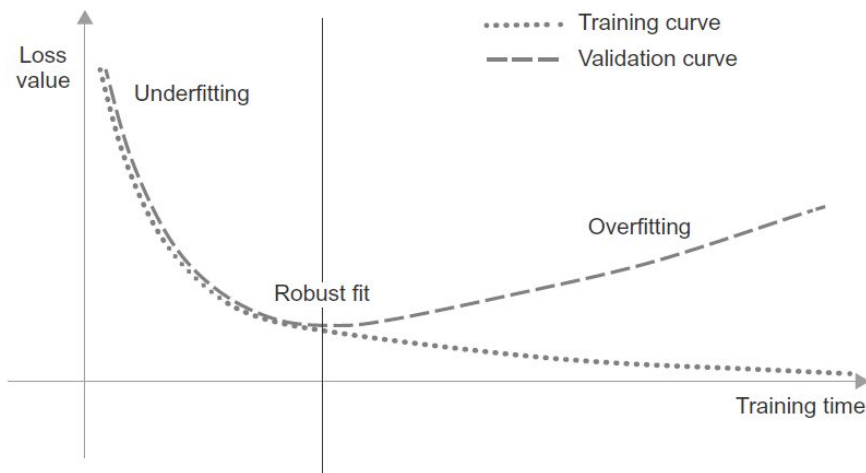 Training curve
Validation curve
Loss
value
Underfitting
Overfitting
Robust fit
Training time